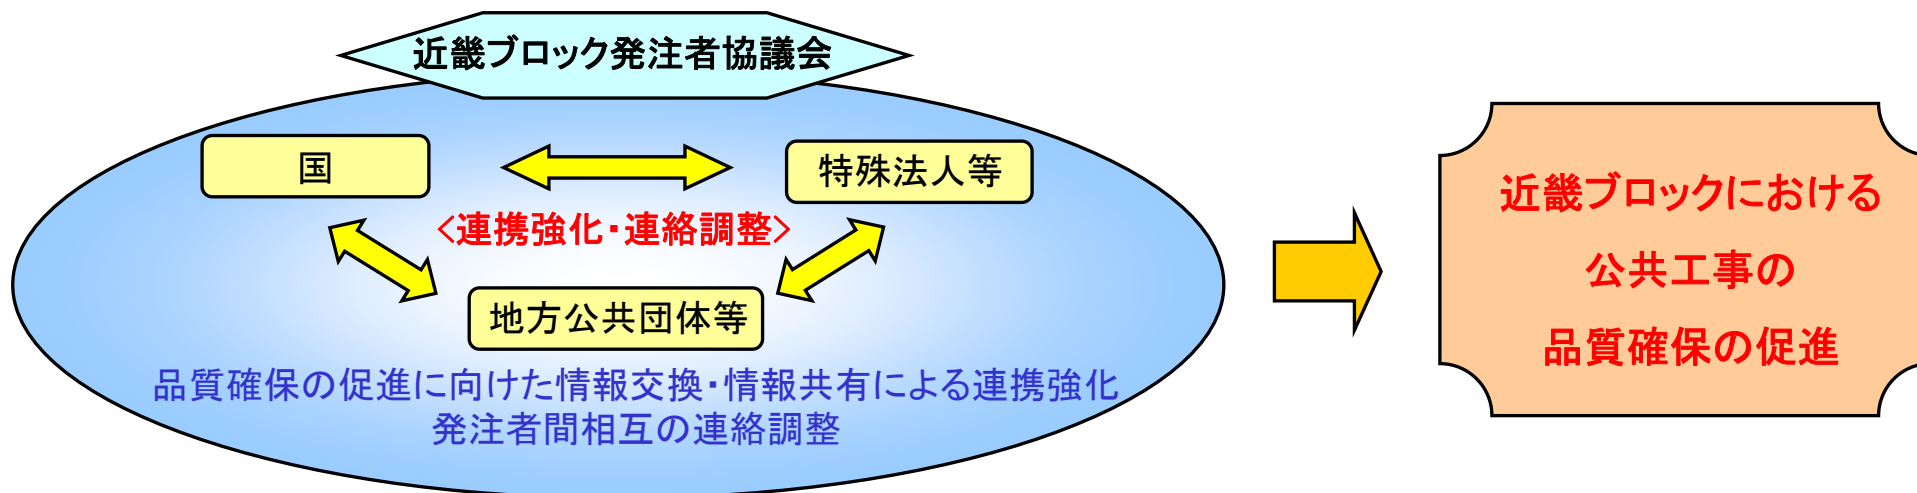 近畿ブロック発注者協議会
国
特殊法人等
<連携強化・連絡調整>
地方公共団体等
品質確保の促進に向けた情報交換・情報共有による連携強化
発注者間相互の連絡調整
近畿ブロックにおける
公共工事の
品質確保の促進